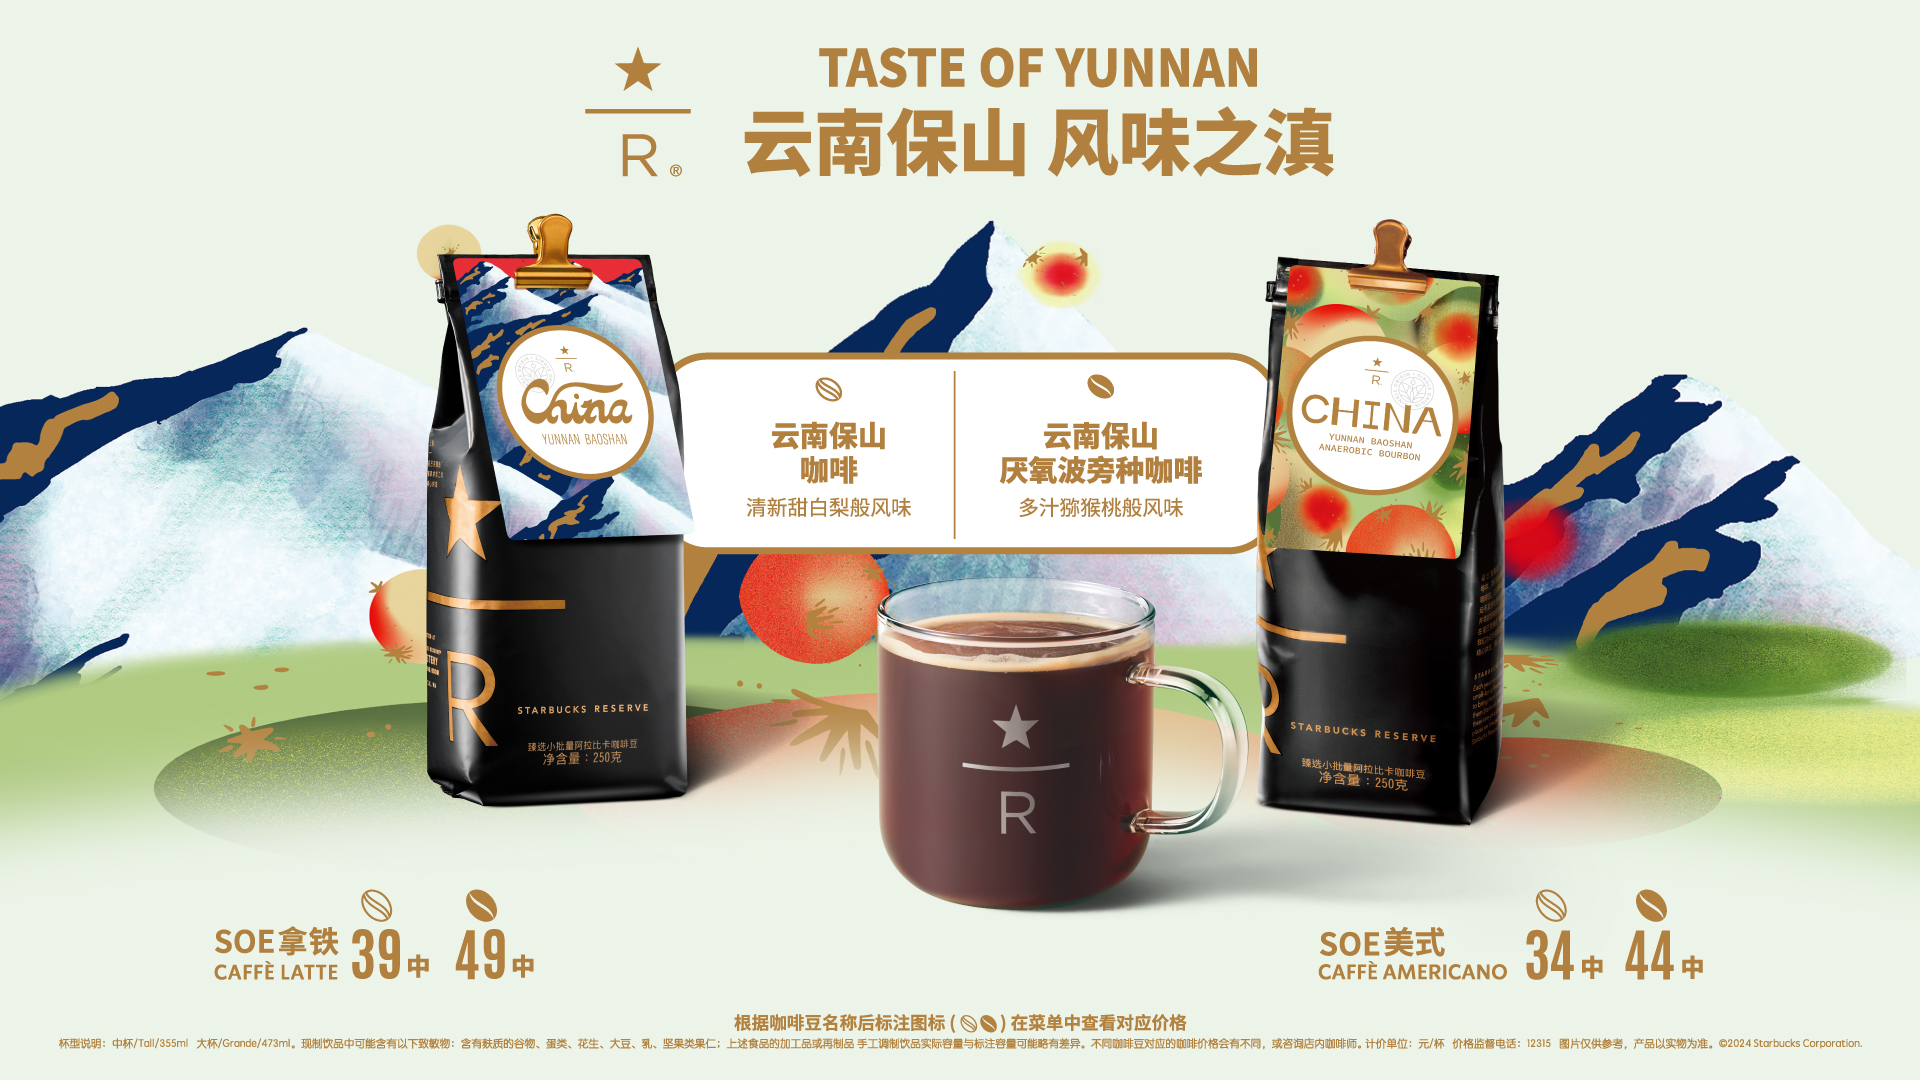 TASTE OF YUNNAN
R®
云南保山 风味之滇
R
China
YUNNAN BAOSHAN
云南保山
咖啡
清新甜白梨般风味
云南保山
厌氧波旁种咖啡
多汁猕猴桃般风味
R
CHINA
YUNNAN BAOSHAN
ANAEROBIC BOURBON
R
STARBUCKS RESERVE
臻选小批量阿拉比卡咖啡豆
净含量：250克
R
R
STARBUCKS RESERVE
臻选小批量阿拉比卡咖啡豆
净含量：250克
SOE拿铁 39中 49中
CAFFÈ LATTE
SOE美式 34中 44中
CAFFÈ AMERICANO
根据咖啡豆名称后标注图标 ( ) 在菜单中查看对应价格
杯型说明：中杯/Tall/355ml 大杯/Grande/473ml。现制饮品中可能含有以下致敏物：含有麸质的谷物、蛋类、花生、大豆、乳、坚果类果仁；上述食品的加工品或再制品 手工调制饮品实际容量与标注容量可能略有差异。不同咖啡豆对应的咖啡价格会有不同，或咨询店内咖啡师。计价单位：元/杯 价格监督电话：12315 图片仅供参考，产品以实物为准。©2024 Starbucks Corporation.